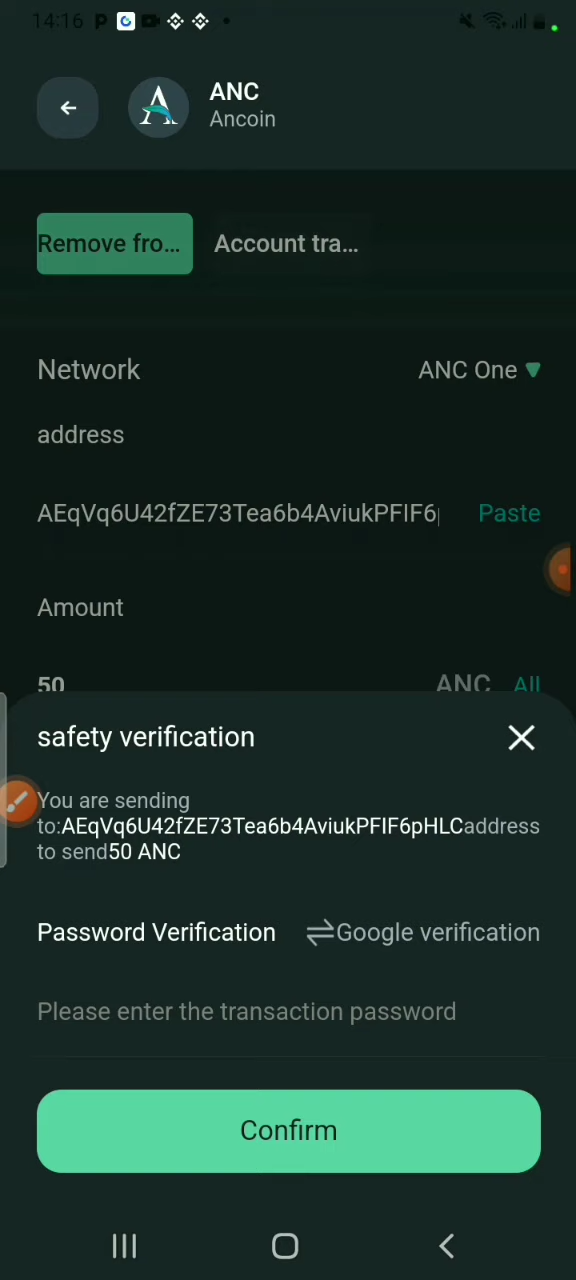 14:16
ANC
Ancoin
Remove fro...
Account tra...
Network
ANC One
address
AEqVq6U42fZE73Tea6b4AviukPFIF6p
Paste
Amount
50
ANC
All
safety verification
You are sending
to:AEqVq6U42fZE73Tea6b4AviukPFIF6pHLCaddress
to send50 ANC
Password Verification
Google verification
Please enter the transaction password
Confirm